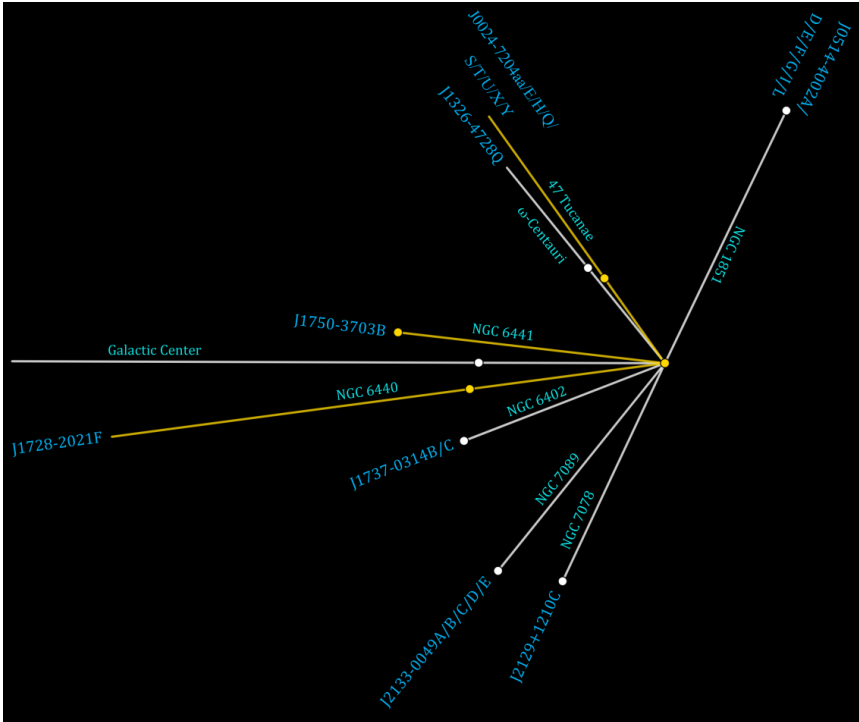 J0024-7204aa/E/H/Q/
S/T/U/X/Y
J1326-4728Q
47 Tucanae
ω-Centauri
J0514-4002A/
D/E/F/G/I/L
NGC 1851
J1750-3703B
NGC 6441
Galactic Center
NGC 6440
J1728-2021F
NGC 6402
J1737-0314B/C
NGC 7089
J2133-0049A/B/C/D/E
NGC 7078
J2129+1210C